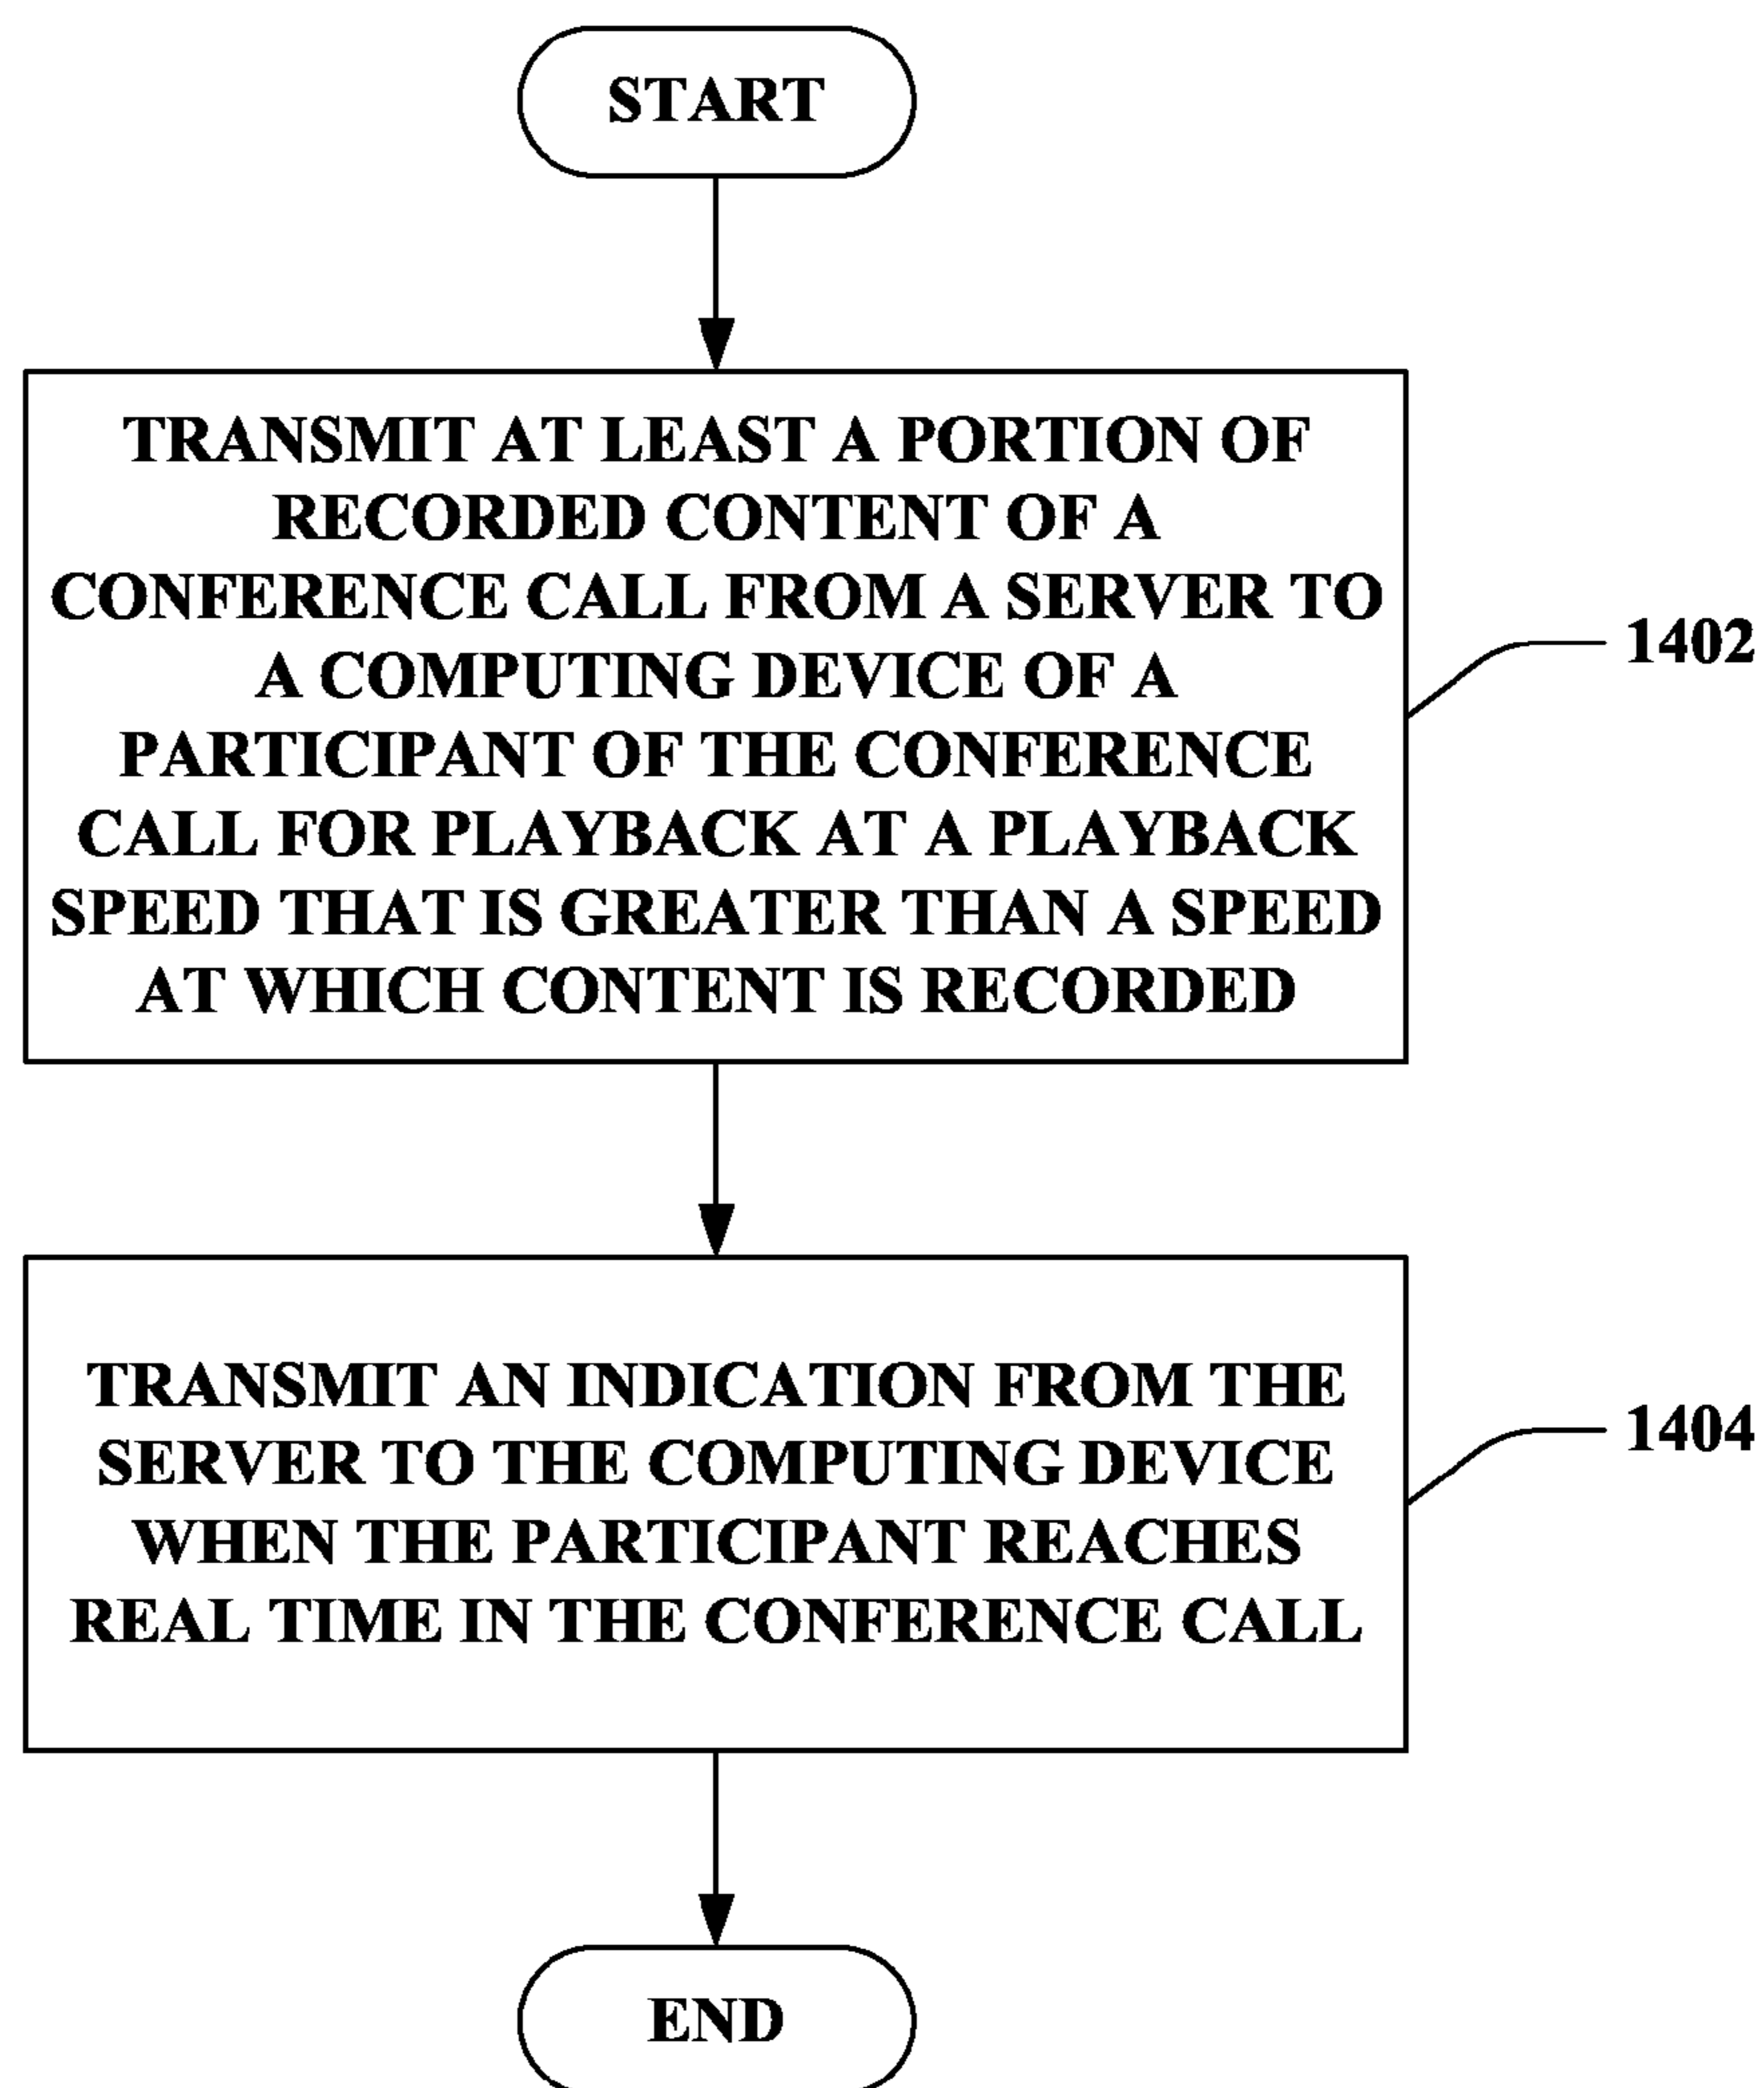 START
TRANSMIT AT LEAST A PORTION OF
RECORDED CONTENT OF A
CONFERENCE CALL FROM A SERVER TO
A COMPUTING DEVICE OF A
PARTICIPANT OF THE CONFERENCE
CALL FOR PLAYBACK AT A PLAYBACK
SPEED THAT IS GREATER THAN A SPEED
AT WHICH CONTENT IS RECORDED
1402
TRANSMIT AN INDICATION FROM THE
SERVER TO THE COMPUTING DEVICE
WHEN THE PARTICIPANT REACHES
REAL TIME IN THE CONFERENCE CALL
1404
END